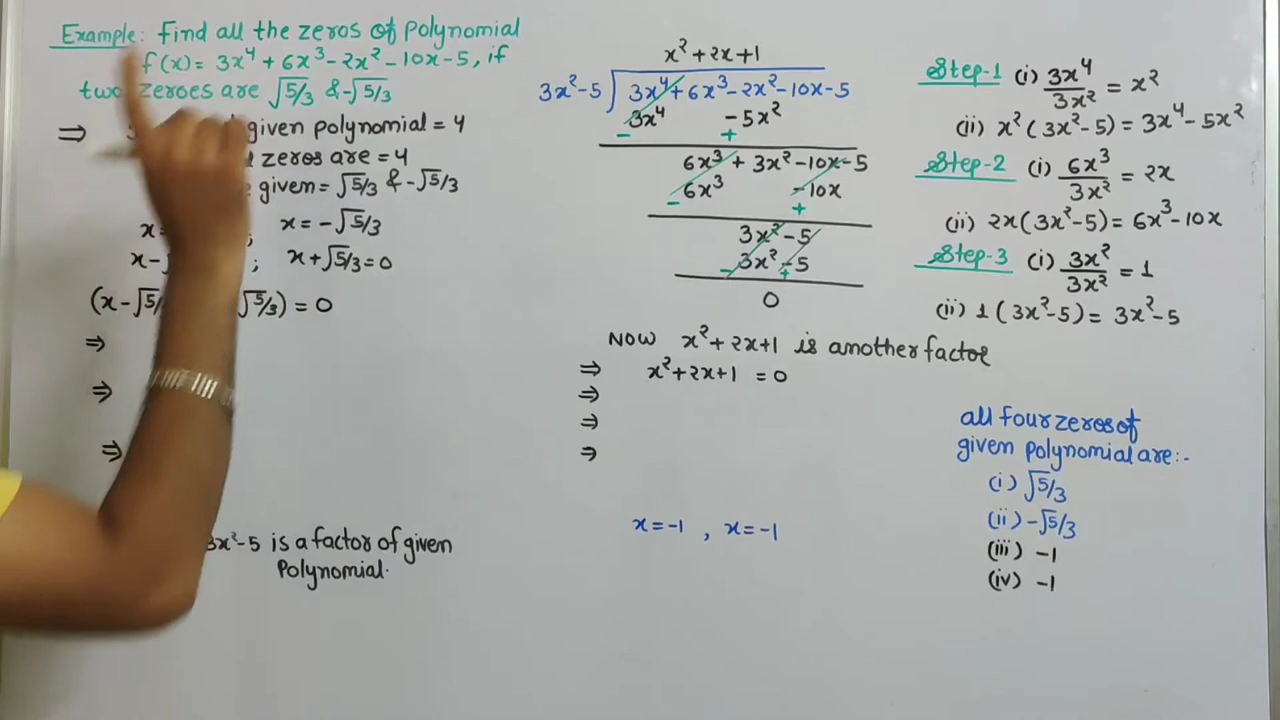 Example: Find all the zeros of Polynomial
f(x) = 3x⁴ + 6x³ - 2x² - 10x - 5, if
two zeroes are √5/3 & -√5/3
⇒ given polynomial = 4
zeros are = 4
given = √5/3 & -√5/3
x = ; x = -√5/3
x - √ ; x + √5/3 = 0
(x - √5/ √5/3) = 0
⇒
⇒
⇒
3x² - 5 is a factor of given
Polynomial.
x² + 2x + 1
3x² - 5 ) 3x⁴ + 6x³ - 2x² - 10x - 5
3x⁴ - 5x²
- +
6x³ + 3x² - 10x - 5
6x³ - 10x
- +
3x² - 5
3x² - 5
- +
0
Now x² + 2x + 1 is another factor
⇒ x² + 2x + 1 = 0
⇒
⇒
⇒
x = -1 , x = -1
Step-1 (i) 3x⁴/3x² = x²
(ii) x² (3x² - 5) = 3x⁴ - 5x²
Step-2 (i) 6x³/3x² = 2x
(ii) 2x (3x² - 5) = 6x³ - 10x
Step-3 (i) 3x²/3x² = 1
(ii) 1 (3x² - 5) = 3x² - 5
all four zeros of
given polynomial are :-
(i) √5/3
(ii) -√5/3
(iii) -1
(iv) -1